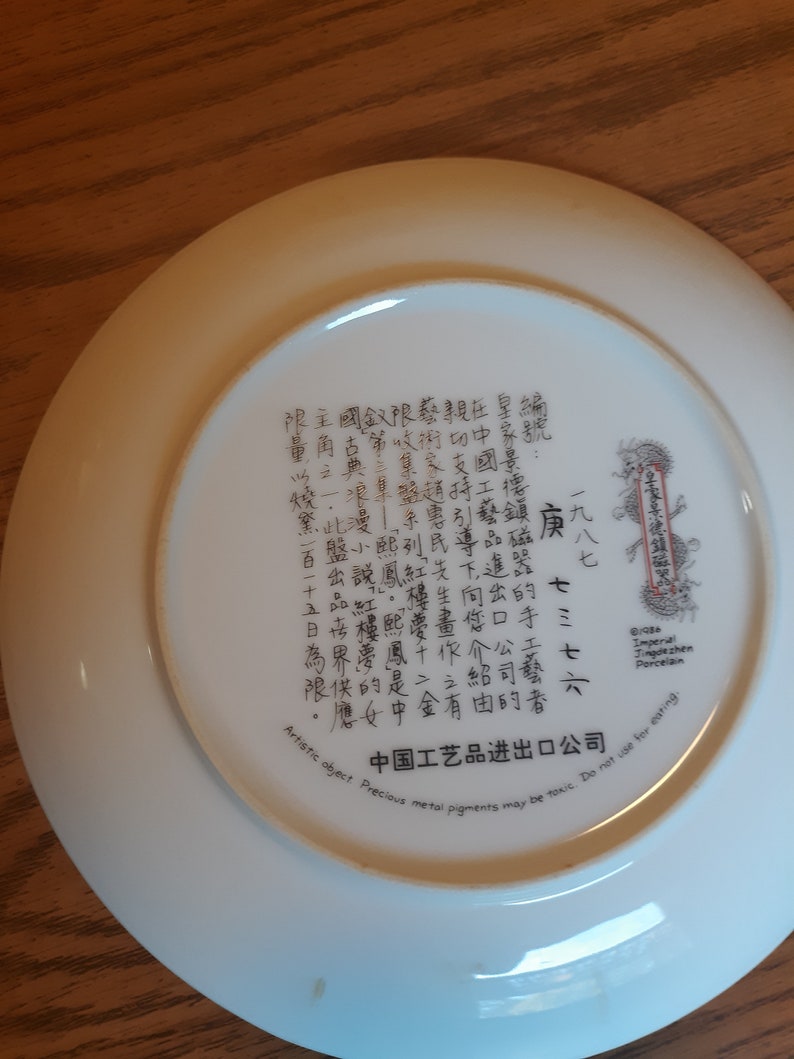 皇家景德鎮磁器
©1986
Imperial
Jingdezhen
Porcelain
編號：
一九八七
庚 七三七六
皇家景德鎮磁器的手工藝者
在中國工藝品進出口公司的
親切支持引導下,向您介紹由
藝術家趙惠民先生畫作之有
限收集盤系列「紅樓夢十二金
釵」第三集—「熙鳳」。「熙鳳」是中
國古典浪漫小說「紅樓夢」的女
主角之一．此盤出品世界供應
限量以燒窯一百一十五日為限。
中国工艺品进出口公司
Artistic object. Precious metal pigments may be toxic. Do not use for eating.